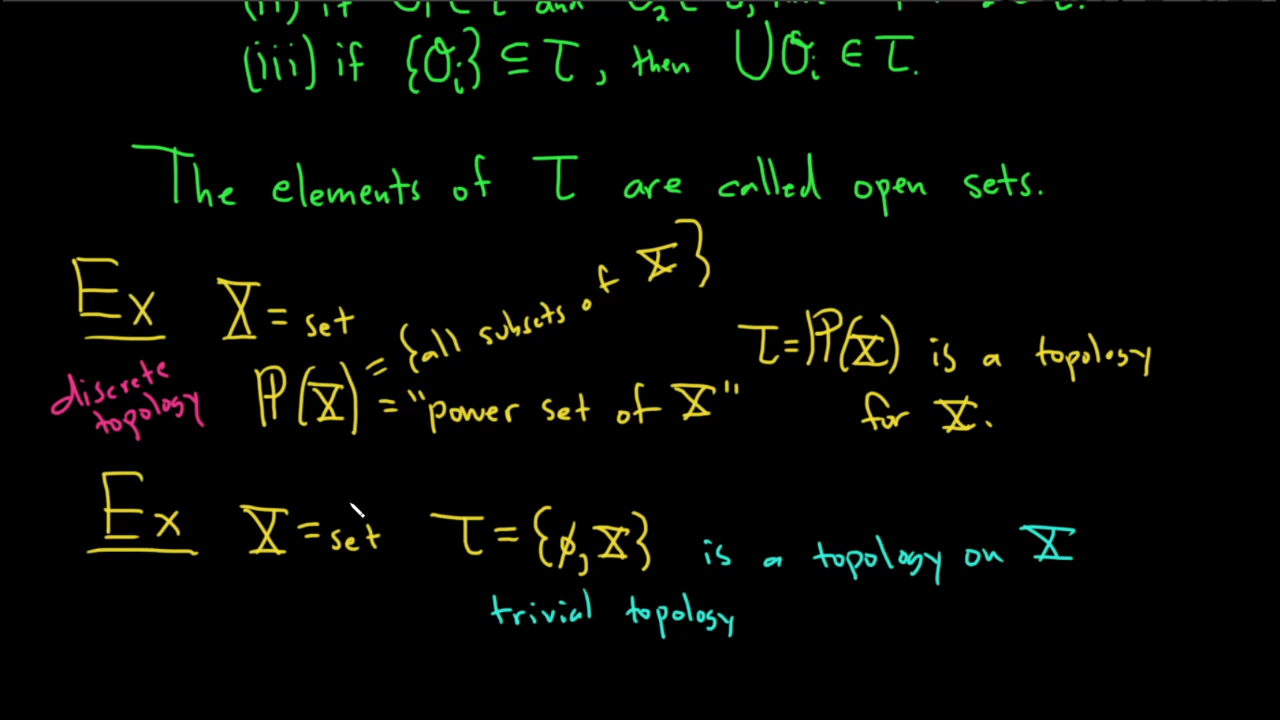 (iii) if {O_i} ⊆ τ, then ⋃O_i ∈ τ.
The elements of τ are called open sets.
Ex X = set
= {all subsets of X}
discrete topology
ℙ(X) = "power set of X"
τ = ℙ(X) is a topology
for X.
Ex X = set τ = {ϕ, X} is a topology on X
trivial topology